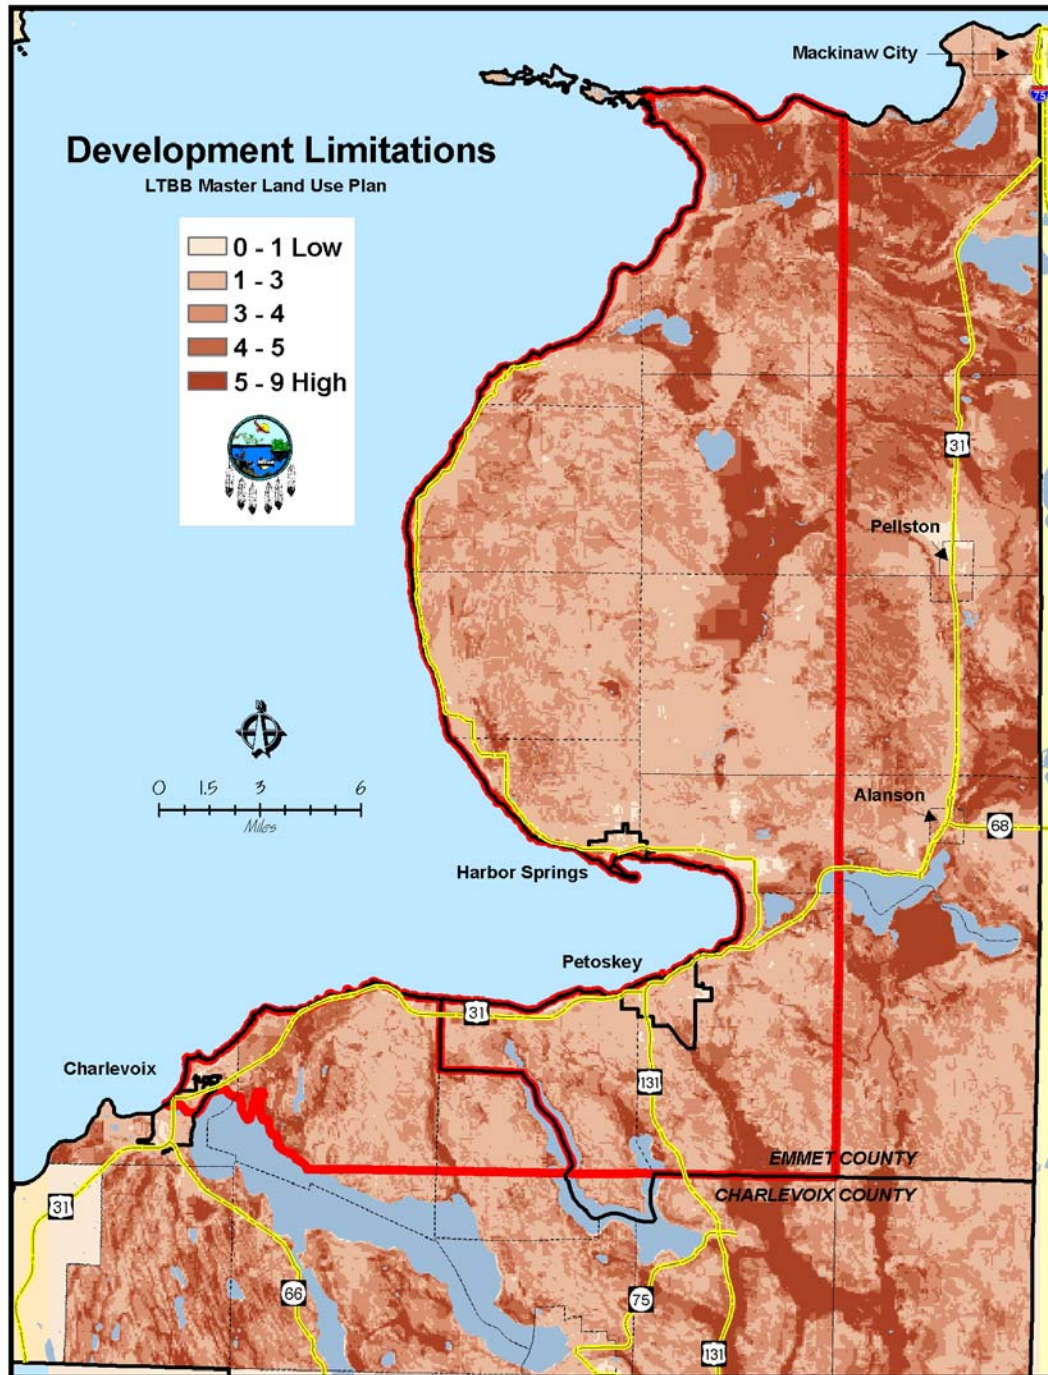 Mackinaw City
75
Development Limitations
LTBB Master Land Use Plan
0 - 1 Low
1 - 3
3 - 4
4 - 5
5 - 9 High
31
Pellston
0 1.5 3 6
Miles
Alanson
68
Harbor Springs
Petoskey
31
Charlevoix
131
EMMET COUNTY
CHARLEVOIX COUNTY
31
66
75
131